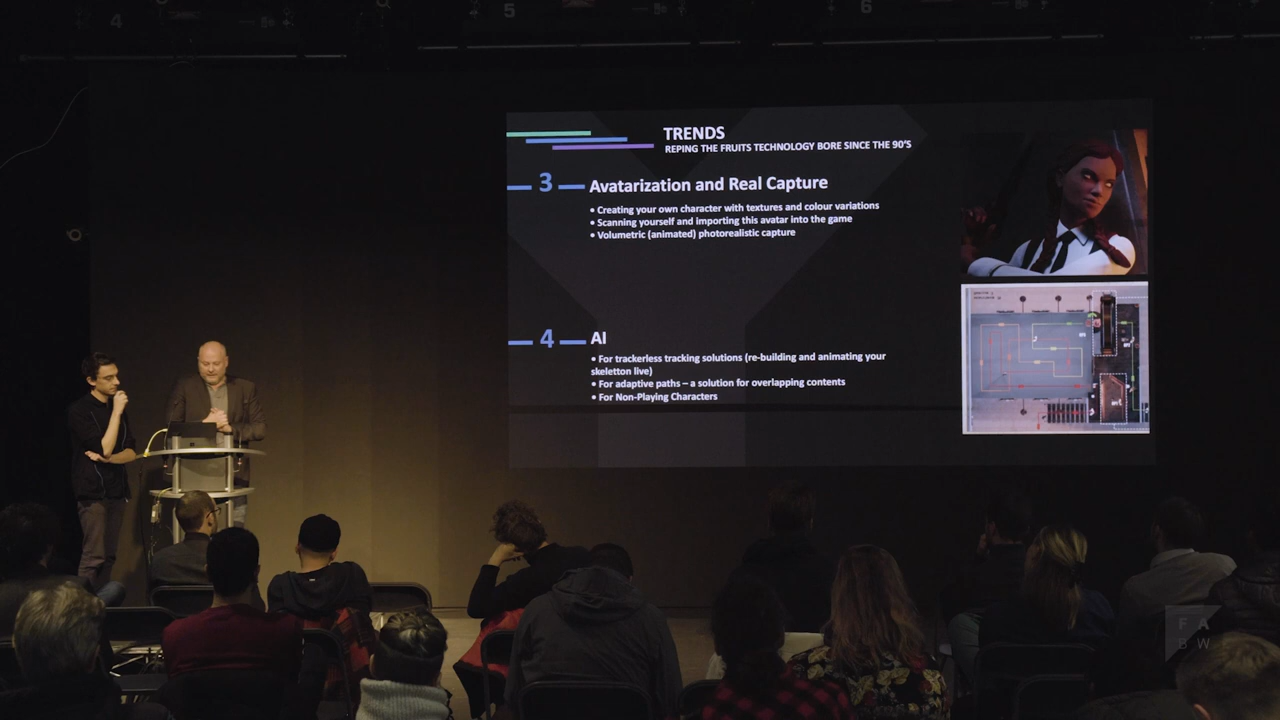 4
5
6
TRENDS
REPING THE FRUITS TECHNOLOGY BORE SINCE THE 90'S
3
Avatarization and Real Capture
• Creating your own character with textures and colour variations
• Scanning yourself and importing this avatar into the game
• Volumetric (animated) photorealistic capture
4
AI
• For trackerless tracking solutions (re-building and animating your
skeletton live)
• For adaptive paths – a solution for overlapping contents
• For Non-Playing Characters
F A
B W